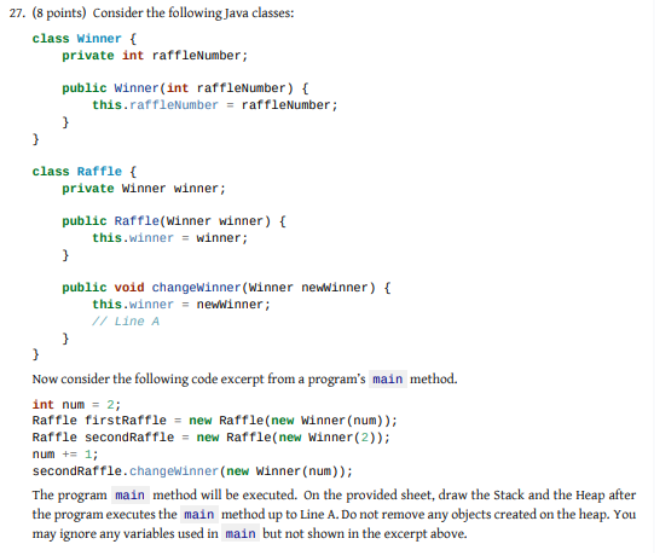 27. (8 points) Consider the following Java classes:
class Winner {
    private int raffleNumber;

    public Winner(int raffleNumber) {
        this.raffleNumber = raffleNumber;
    }
}

class Raffle {
    private Winner winner;

    public Raffle(Winner winner) {
        this.winner = winner;
    }

    public void changeWinner(Winner newWinner) {
        this.winner = newWinner;
        // Line A
    }
}
Now consider the following code excerpt from a program's main method.
int num = 2;
Raffle firstRaffle = new Raffle(new Winner(num));
Raffle secondRaffle = new Raffle(new Winner(2));
num += 1;
secondRaffle.changeWinner(new Winner(num));
The program main method will be executed. On the provided sheet, draw the Stack and the Heap after
the program executes the main method up to Line A. Do not remove any objects created on the heap. You
may ignore any variables used in main but not shown in the excerpt above.